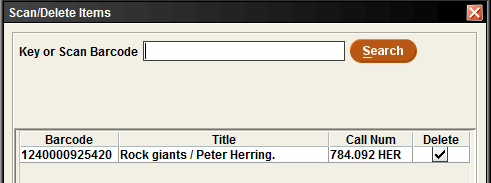 Scan/Delete Items
Key or Scan Barcode Search
Barcode Title Call Num Delete
1240000925420 Rock giants / Peter Herring. 784.092 HER